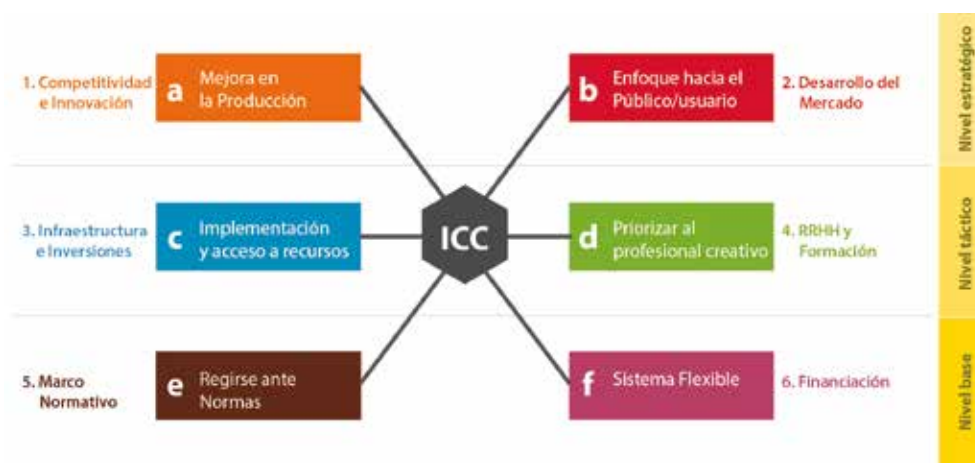 1. Competitividad
e Innovación
a
Mejora en
la Producción
b
Enfoque hacia el
Público/usuario
2. Desarrollo del
Mercado
Nivel estratégico
3. Infraestructura
e Inversiones
c
Implementación
y acceso a recursos
ICC
d
Priorizar al
profesional creativo
4. RRHH y
Formación
Nivel táctico
5. Marco
Normativo
e
Regirse ante
Normas
f
Sistema Flexible
6. Financiación
Nivel base